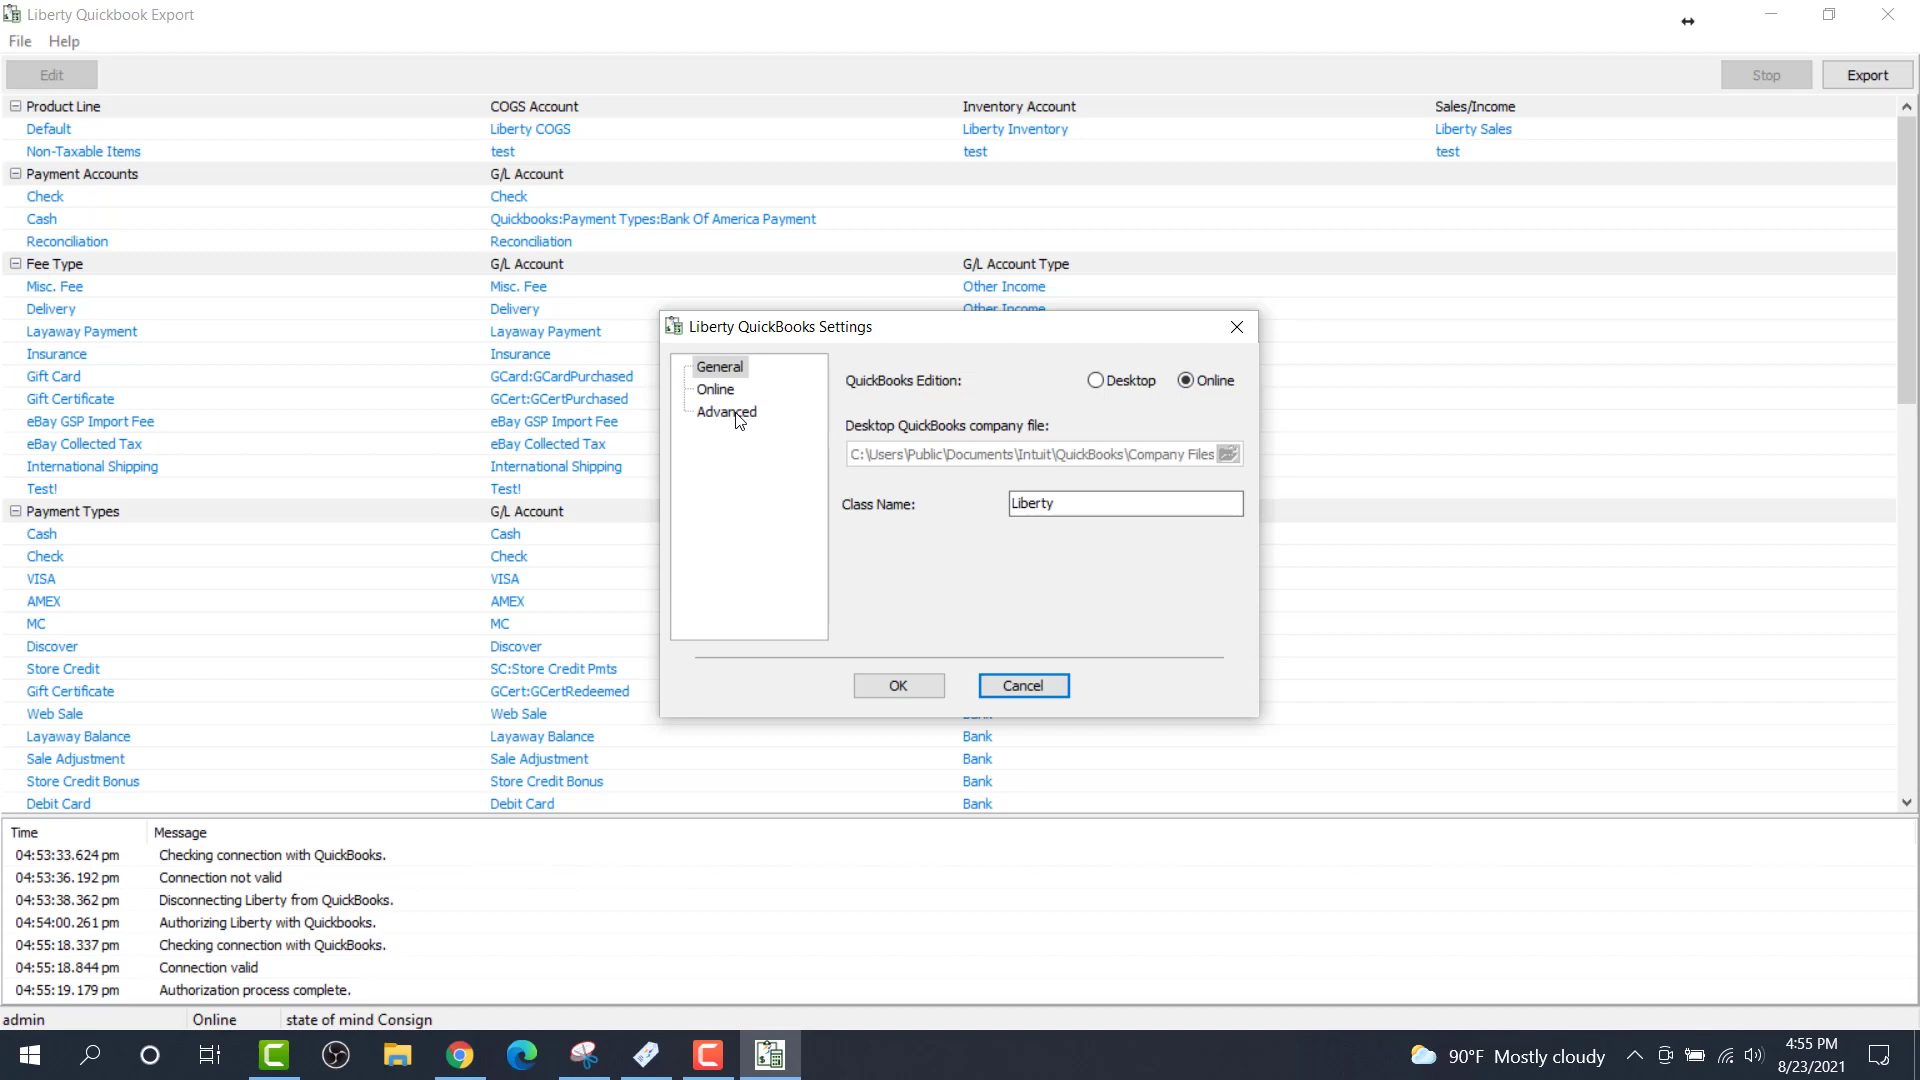 Liberty Quickbook Export
File Help
Edit Stop Export
Product Line COGS Account Inventory Account Sales/Income
Default Liberty COGS Liberty Inventory Liberty Sales
Non-Taxable Items test test test
Payment Accounts G/L Account
Check Check
Cash Quickbooks:Payment Types:Bank Of America Payment
Reconciliation Reconciliation
Fee Type G/L Account G/L Account Type
Misc. Fee Misc. Fee Other Income
Delivery Delivery Other Income
Layaway Payment Layaway Payment
Insurance Insurance
Gift Card GCard:GCardPurchased
Gift Certificate GCert:GCertPurchased
eBay GSP Import Fee eBay GSP Import Fee
eBay Collected Tax eBay Collected Tax
International Shipping International Shipping
Test! Test!
Payment Types G/L Account
Cash Cash
Check Check
VISA VISA
AMEX AMEX
MC MC
Discover Discover
Store Credit SC:Store Credit Pmts
Gift Certificate GCert:GCertRedeemed
Web Sale Web Sale
Layaway Balance Layaway Balance Bank
Sale Adjustment Sale Adjustment Bank
Store Credit Bonus Store Credit Bonus Bank
Debit Card Debit Card Bank
Liberty QuickBooks Settings
General
Online
Advanced
QuickBooks Edition: Desktop Online
Desktop QuickBooks company file:
C:\Users\Public\Documents\Intuit\QuickBooks\Company Files
Class Name: Liberty
OK Cancel
Time Message
04:53:33.624 pm Checking connection with QuickBooks.
04:53:36.192 pm Connection not valid
04:53:38.362 pm Disconnecting Liberty from QuickBooks.
04:54:00.261 pm Authorizing Liberty with Quickbooks.
04:55:18.337 pm Checking connection with QuickBooks.
04:55:18.844 pm Connection valid
04:55:19.179 pm Authorization process complete.
admin Online state of mind Consign
90°F Mostly cloudy
4:55 PM
8/23/2021